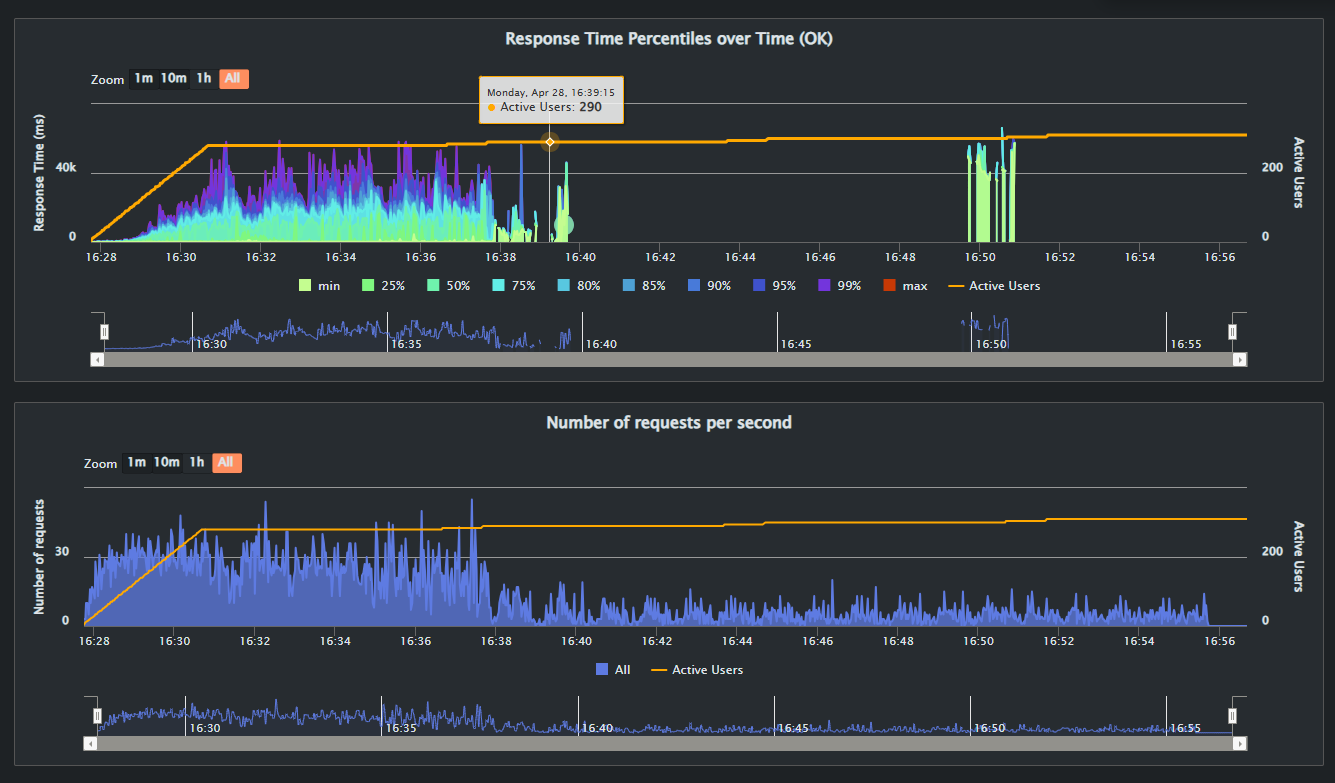 Response Time Percentiles over Time (OK)
Zoom 1m 10m 1h All
Monday, Apr 28, 16:39:15
Active Users: 290
Response Time (ms)
40k
0
Active Users
200
0
16:28 16:30 16:32 16:34 16:36 16:38 16:40 16:42 16:44 16:46 16:48 16:50 16:52 16:54 16:56
min 25% 50% 75% 80% 85% 90% 95% 99% max Active Users
16:30 16:35 16:40 16:45 16:50 16:55
Number of requests per second
Zoom 1m 10m 1h All
Number of requests
30
0
Active Users
200
0
16:28 16:30 16:32 16:34 16:36 16:38 16:40 16:42 16:44 16:46 16:48 16:50 16:52 16:54 16:56
All Active Users
16:30 16:35 16:40 16:45 16:50 16:55